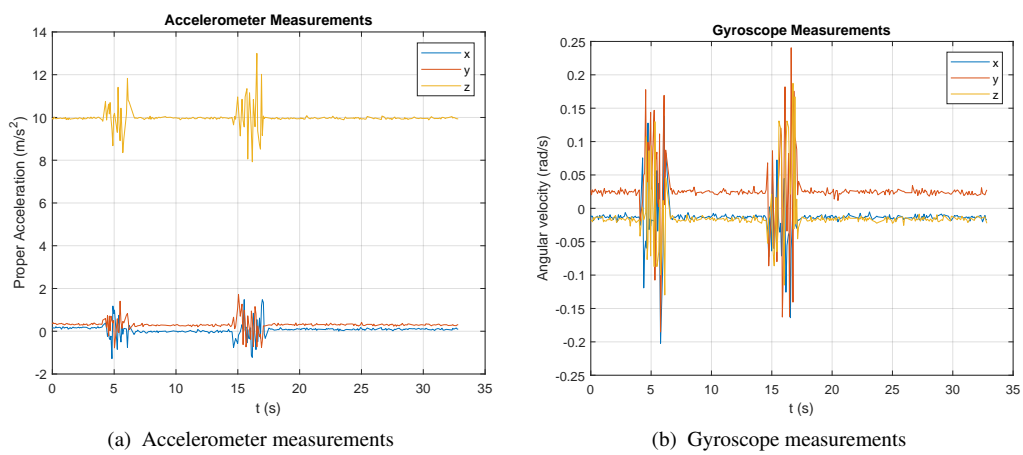 Accelerometer Measurements
14
12
10
8
6
4
2
0
-2
Proper Acceleration (m/s²)
x
y
z
0 5 10 15 20 25 30 35
t (s)
(a) Accelerometer measurements
Gyroscope Measurements
0.25
0.2
0.15
0.1
0.05
0
-0.05
-0.1
-0.15
-0.2
-0.25
Angular velocity (rad/s)
x
y
z
0 5 10 15 20 25 30 35
t (s)
(b) Gyroscope measurements